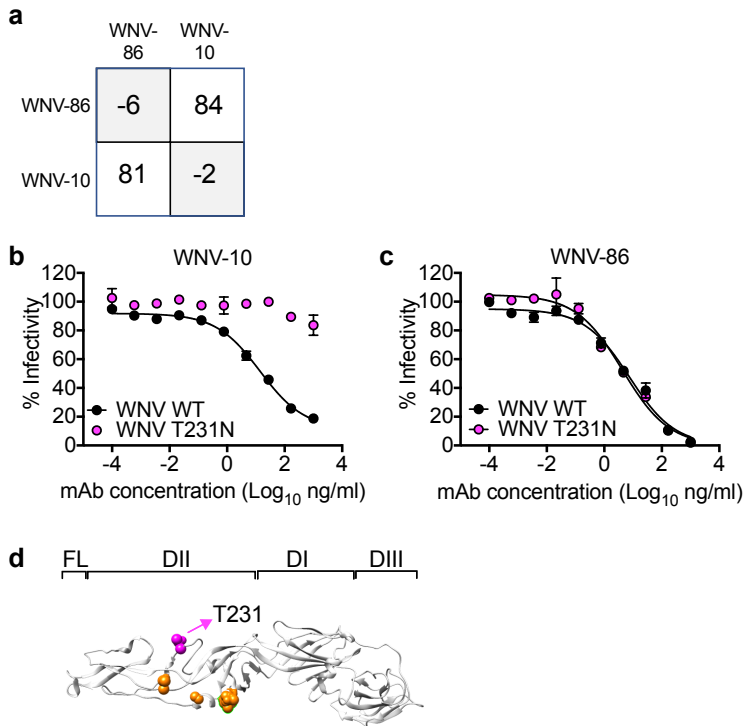 a
WNV-
86
WNV-
10
WNV-86
-6
84
WNV-10
81
-2
b
WNV-10
120
100
80
60
40
20
0
% Infectivity
WNV WT
WNV T231N
-4
-2
0
2
4
mAb concentration (Log10 ng/ml)
c
WNV-86
120
100
80
60
40
20
0
% Infectivity
WNV WT
WNV T231N
-4
-2
0
2
4
mAb concentration (Log10 ng/ml)
d
FL
DII
DI
DIII
T231